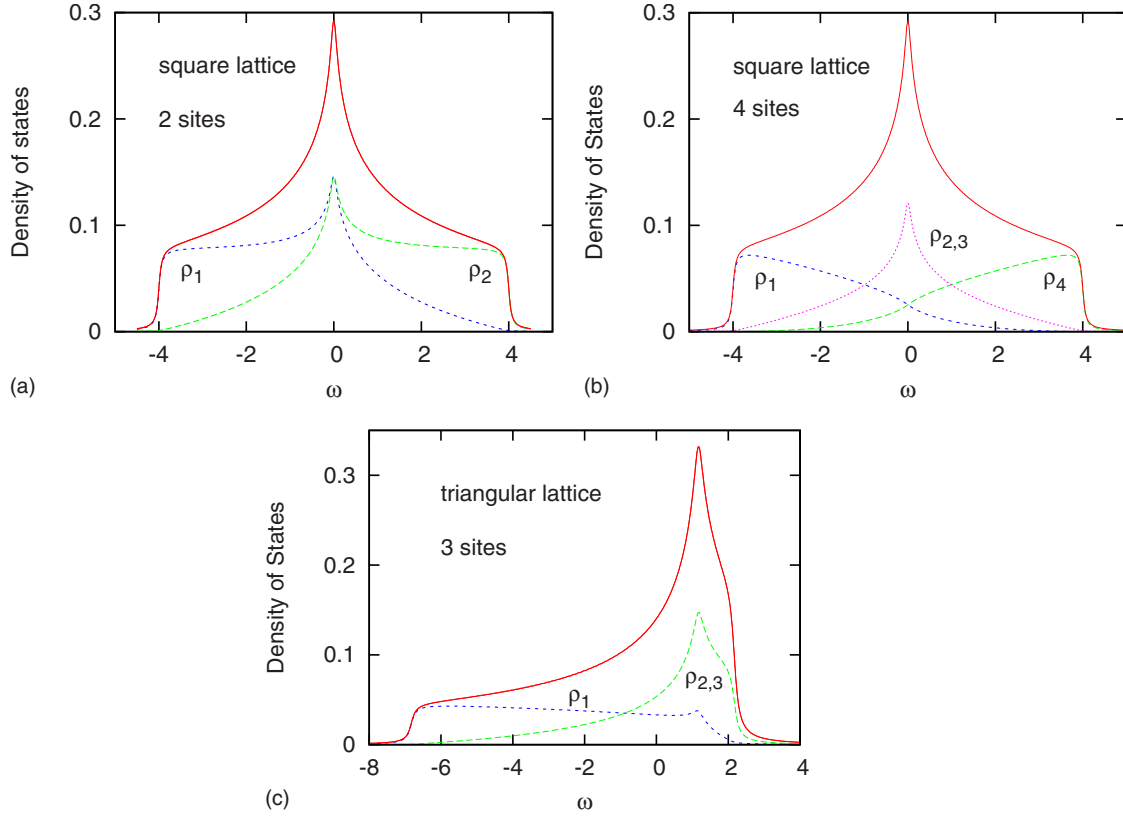 0.3
0.2
0.1
0
Density of states
square lattice
2 sites
ρ1
ρ2
-4 -2 0 2 4
(a)
ω
0.3
0.2
0.1
0
Density of States
square lattice
4 sites
ρ2,3
ρ1
ρ4
-4 -2 0 2 4
(b)
ω
0.3
0.2
0.1
0
Density of States
triangular lattice
3 sites
ρ1
ρ2,3
-8 -6 -4 -2 0 2 4
(c)
ω